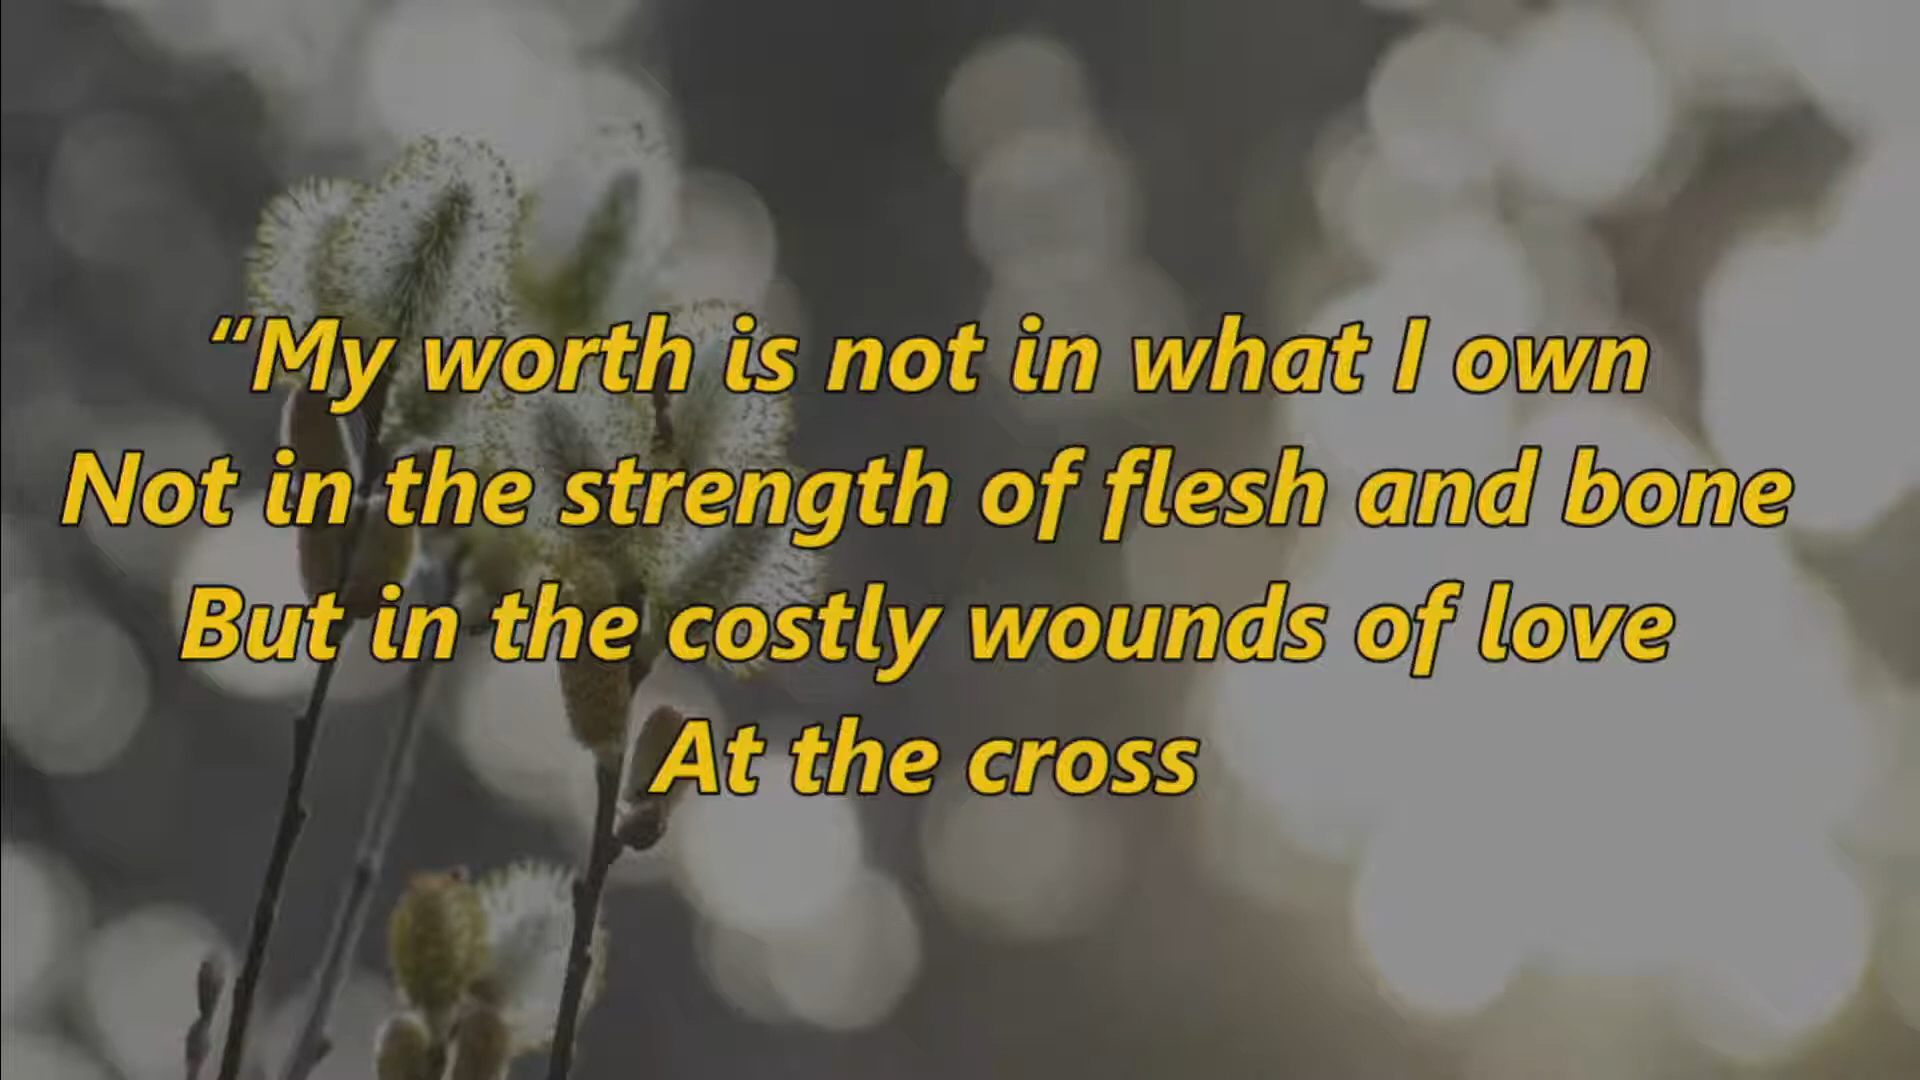 “My worth is not in what I own
Not in the strength of flesh and bone
But in the costly wounds of love
At the cross